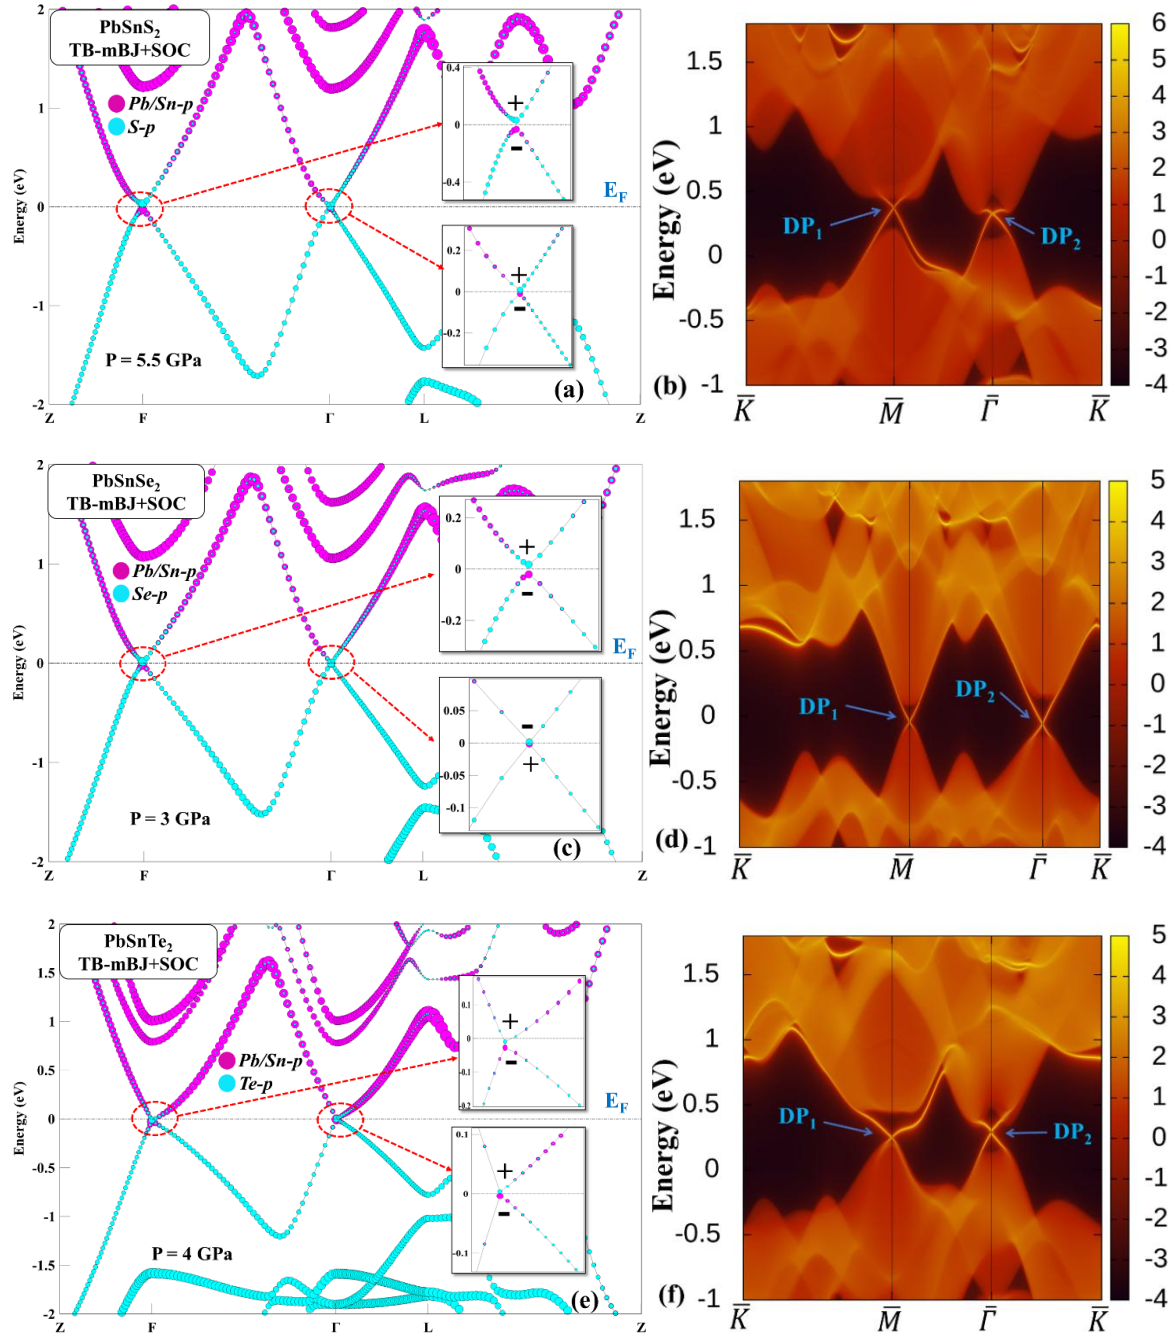 PbSnS2
TB-mBJ+SOC
Pb/Sn-p
S-p
Energy (eV)
2
1
0
-1
-2
0.4
0
-0.4
+
-
0.2
0
-0.2
+
-
EF
P = 5.5 GPa
(a)
Z F Γ L Z
Energy (eV)
1.5
1
0.5
0
-0.5
-1
DP1
DP2
6
5
4
3
2
1
0
-1
-2
-3
-4
(b)
K̅ M̅ Γ̅ K̅
PbSnSe2
TB-mBJ+SOC
Pb/Sn-p
Se-p
Energy (eV)
2
1
0
-1
-2
0.2
0
-0.2
+
-
0.05
0
-0.05
-0.1
-
+
EF
P = 3 GPa
(c)
Z F Γ L Z
Energy (eV)
1.5
1
0.5
0
-0.5
-1
DP1
DP2
5
4
3
2
1
0
-1
-2
-3
-4
(d)
K̅ M̅ Γ̅ K̅
PbSnTe2
TB-mBJ+SOC
Pb/Sn-p
Te-p
Energy (eV)
2
1.5
1
0.5
0
-0.5
-1
-1.5
-2
0.1
0
-0.1
-0.2
+
-
0.1
0
-0.1
+
-
EF
P = 4 GPa
(e)
Z F Γ L Z
Energy (eV)
1.5
1
0.5
0
-0.5
-1
DP1
DP2
5
4
3
2
1
0
-1
-2
-3
-4
(f)
K̅ M̅ Γ̅ K̅